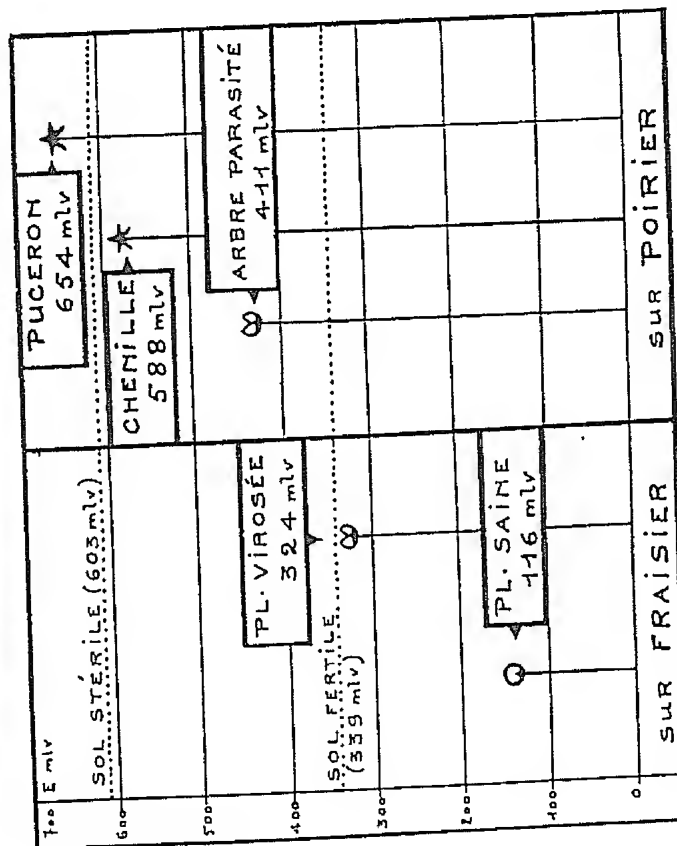 700 E mlv
600
500
400
300
200
100
0
SOL STÉRILE (603 mlv)
SOL FERTILE
(339 mlv)
PL. SAINE
116 mlv
PL. VIROSÉE
324 mlv
CHENILLE
588 mlv
PUCERON
654 mlv
ARBRE PARASITÉ
411 mlv
SUR FRAISIER
SUR POIRIER